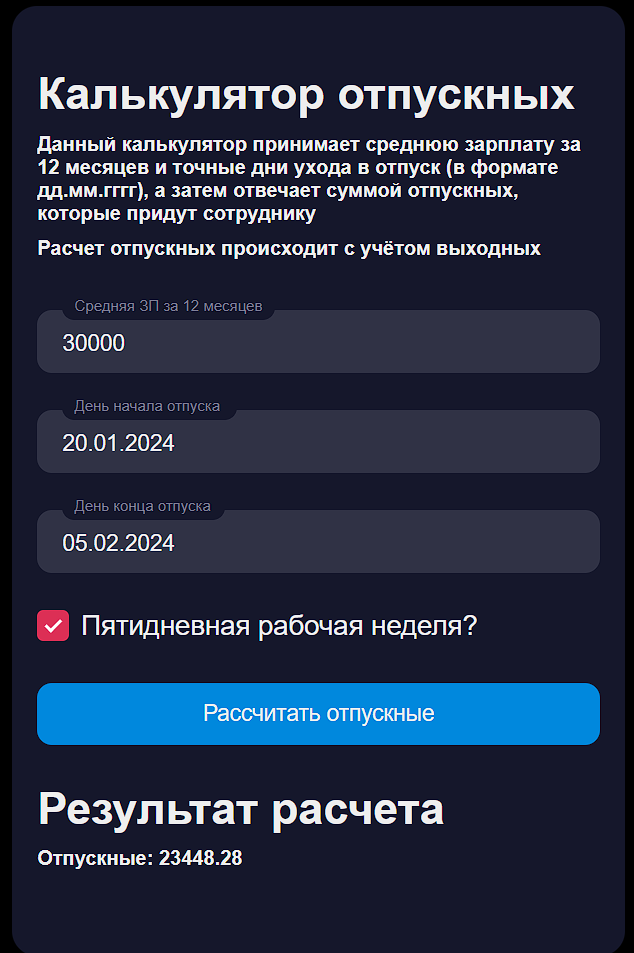 Калькулятор отпускных
Данный калькулятор принимает среднюю зарплату за
12 месяцев и точные дни ухода в отпуск (в формате
дд.мм.гггг), а затем отвечает суммой отпускных,
которые придут сотруднику
Расчет отпускных происходит с учётом выходных
Средняя ЗП за 12 месяцев
30000
День начала отпуска
20.01.2024
День конца отпуска
05.02.2024
Пятидневная рабочая неделя?
Рассчитать отпускные
Результат расчета
Отпускные: 23448.28